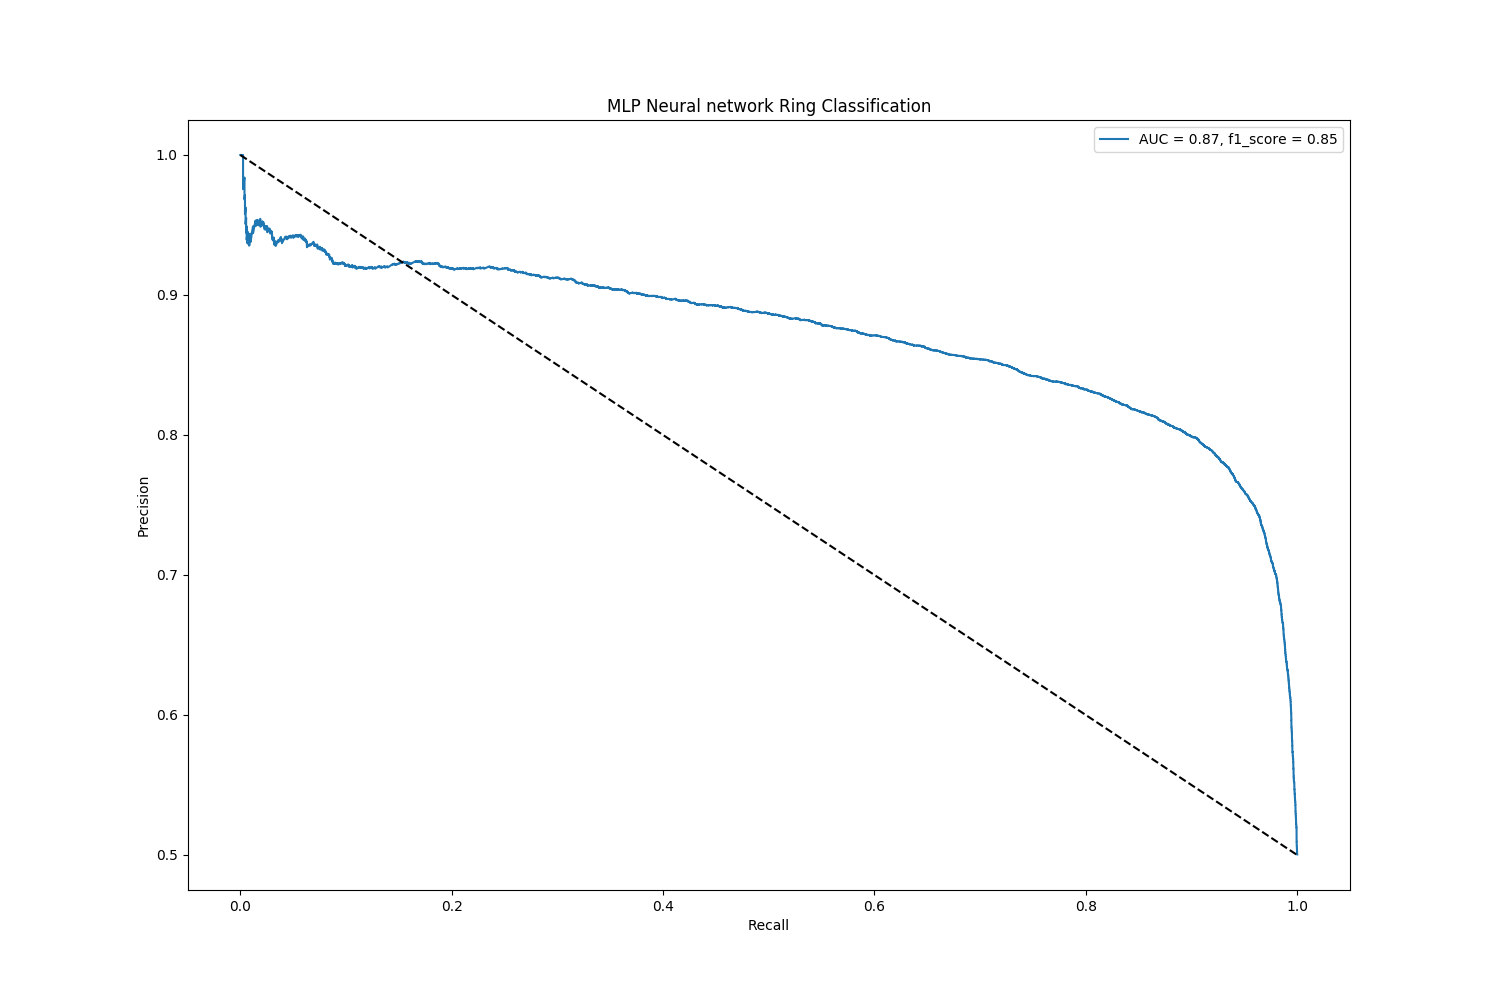 MLP Neural network Ring Classification
AUC = 0.87, f1_score = 0.85
1.0
0.9
0.8
0.7
0.6
0.5
Precision
0.0 0.2 0.4 0.6 0.8 1.0
Recall